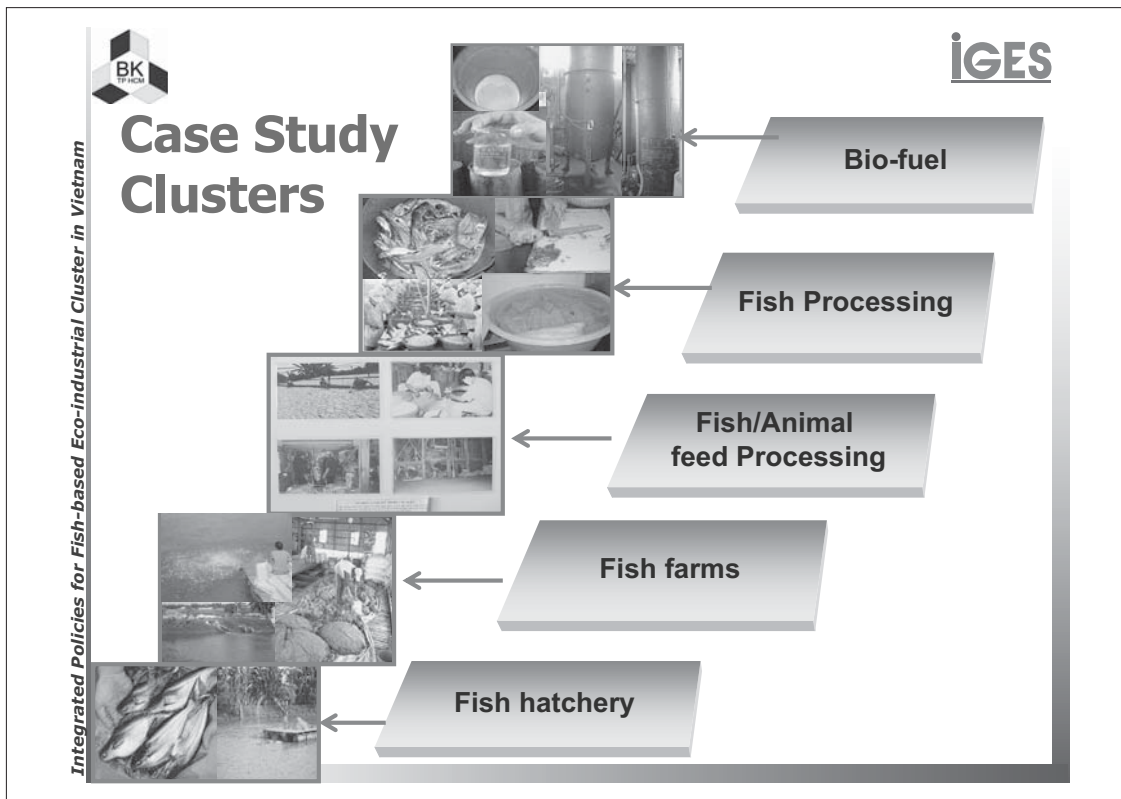 BK
TP HCM
iGES
Case Study
Clusters
Integrated Policies for Fish-based Eco-industrial Cluster in Vietnam
Bio-fuel
Fish Processing
Fish/Animal
feed Processing
Fish farms
Fish hatchery